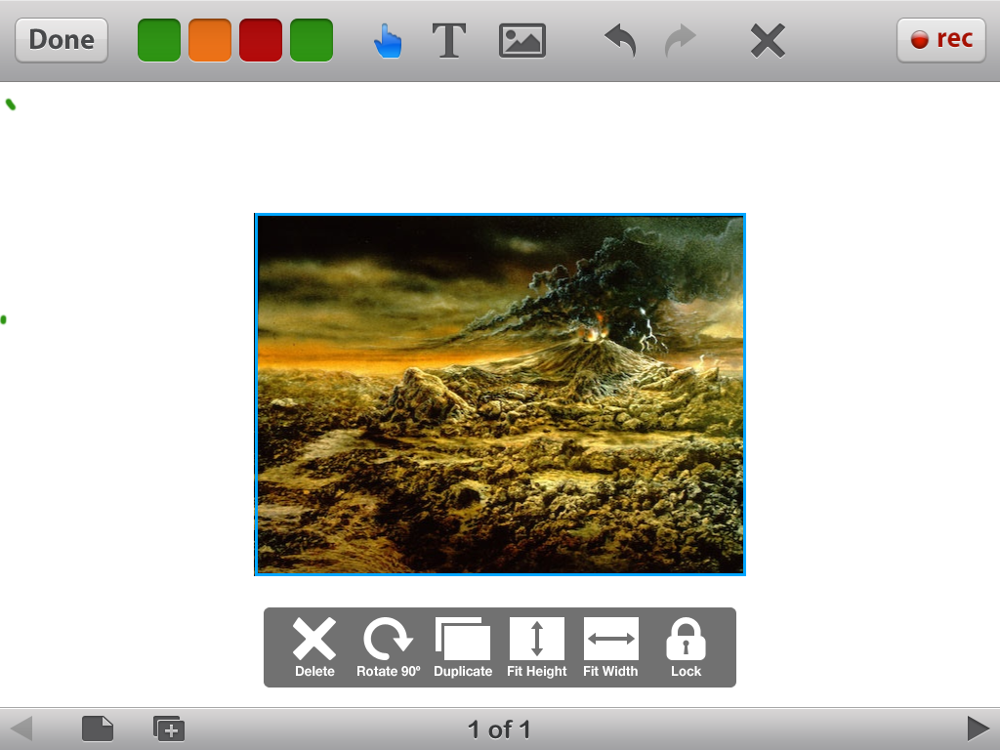 Done T rec
Delete Rotate 90° Duplicate Fit Height Fit Width Lock
1 of 1